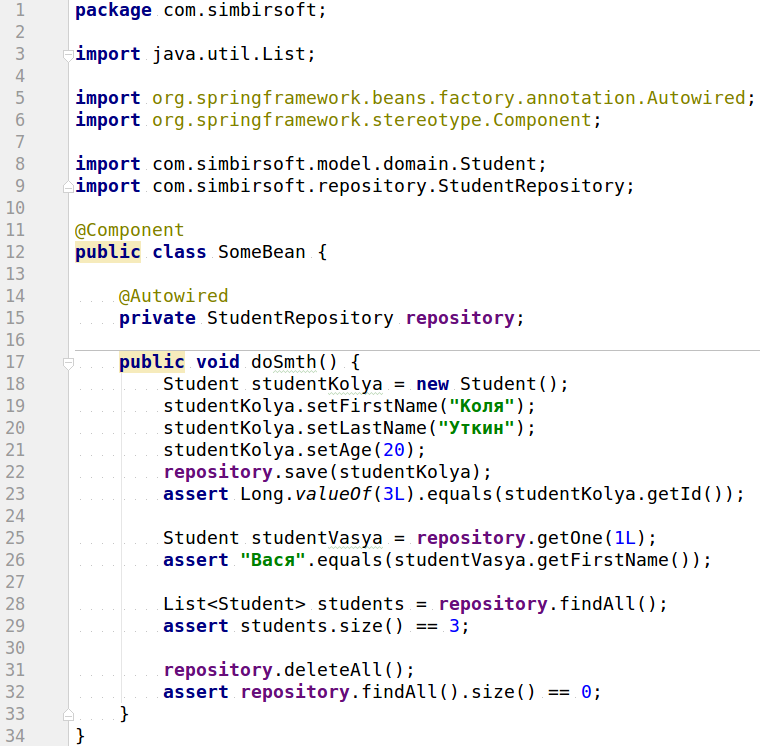 1 package com.simbirsoft;
2
3 import java.util.List;
4
5 import org.springframework.beans.factory.annotation.Autowired;
6 import org.springframework.stereotype.Component;
7
8 import com.simbirsoft.model.domain.Student;
9 import com.simbirsoft.repository.StudentRepository;
10
11 @Component
12 public class SomeBean {
13
14     @Autowired
15     private StudentRepository repository;
16
17     public void doSmth() {
18         Student studentKolya = new Student();
19         studentKolya.setFirstName("Коля");
20         studentKolya.setLastName("Уткин");
21         studentKolya.setAge(20);
22         repository.save(studentKolya);
23         assert Long.valueOf(3L).equals(studentKolya.getId());
24
25         Student studentVasya = repository.getOne(1L);
26         assert "Вася".equals(studentVasya.getFirstName());
27
28         List<Student> students = repository.findAll();
29         assert students.size() == 3;
30
31         repository.deleteAll();
32         assert repository.findAll().size() == 0;
33     }
34 }